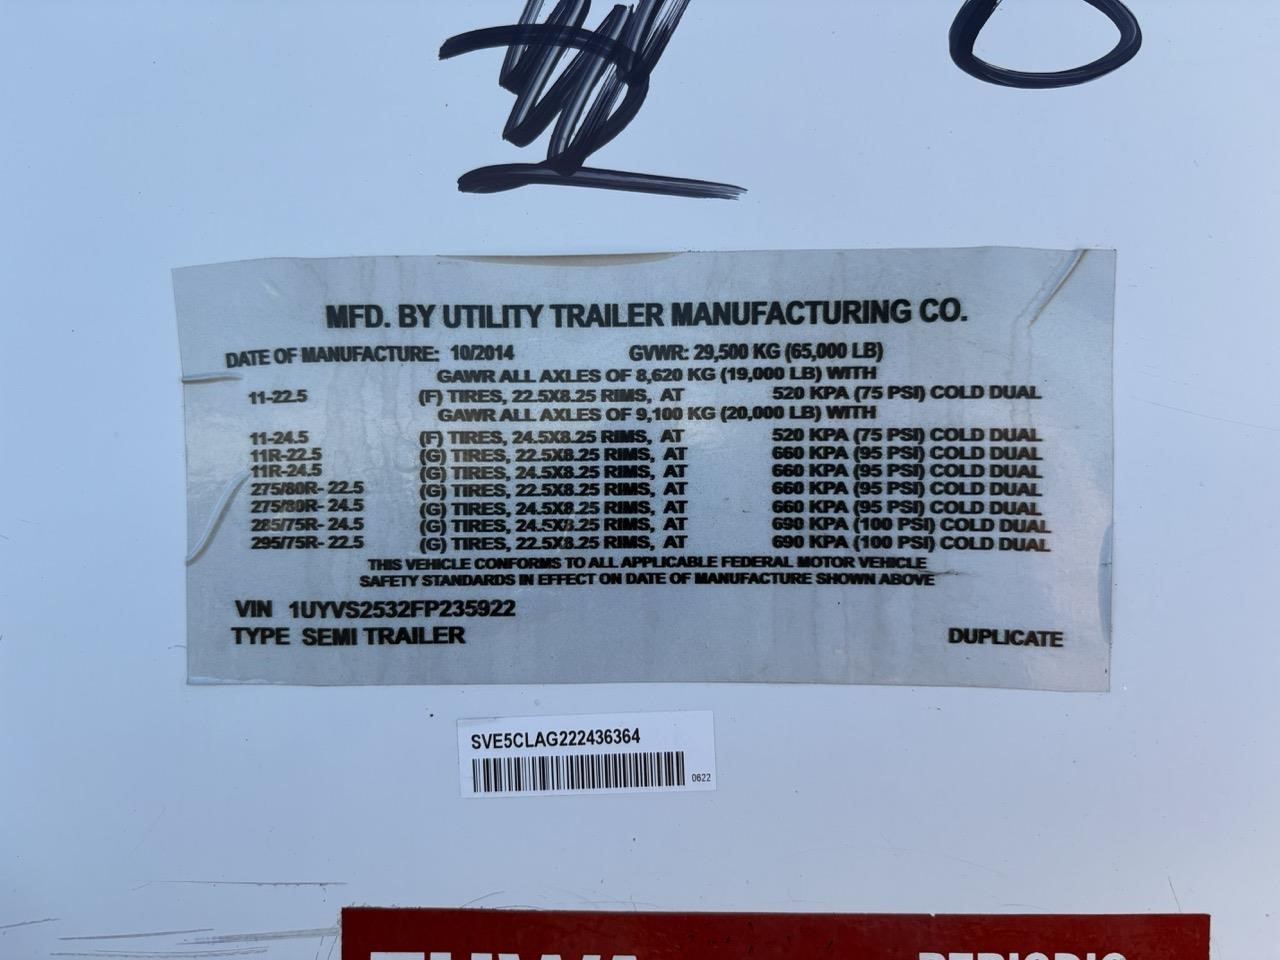 MFD. BY UTILITY TRAILER MANUFACTURING CO.
DATE OF MANUFACTURE: 10/2014 GVWR: 29,500 KG (65,000 LB)
GAWR ALL AXLES OF 8,620 KG (19,000 LB) WITH
11-22.5 (F) TIRES, 22.5X8.25 RIMS, AT 520 KPA (75 PSI) COLD DUAL
GAWR ALL AXLES OF 9,100 KG (20,000 LB) WITH
11-24.5 (F) TIRES, 24.5X8.25 RIMS, AT 520 KPA (75 PSI) COLD DUAL
11R-22.5 (G) TIRES, 22.5X8.25 RIMS, AT 660 KPA (95 PSI) COLD DUAL
11R-24.5 (G) TIRES, 24.5X8.25 RIMS, AT 660 KPA (95 PSI) COLD DUAL
275/80R- 22.5 (G) TIRES, 22.5X8.25 RIMS, AT 660 KPA (95 PSI) COLD DUAL
275/80R- 24.5 (G) TIRES, 24.5X8.25 RIMS, AT 660 KPA (95 PSI) COLD DUAL
285/75R- 24.5 (G) TIRES, 24.5X8.25 RIMS, AT 690 KPA (100 PSI) COLD DUAL
295/75R- 22.5 (G) TIRES, 22.5X8.25 RIMS, AT 690 KPA (100 PSI) COLD DUAL
THIS VEHICLE CONFORMS TO ALL APPLICABLE FEDERAL MOTOR VEHICLE
SAFETY STANDARDS IN EFFECT ON DATE OF MANUFACTURE SHOWN ABOVE
VIN 1UYVS2532FP235922
TYPE SEMI TRAILER DUPLICATE
SVE5CLAG222436364
0622
PERIODIC